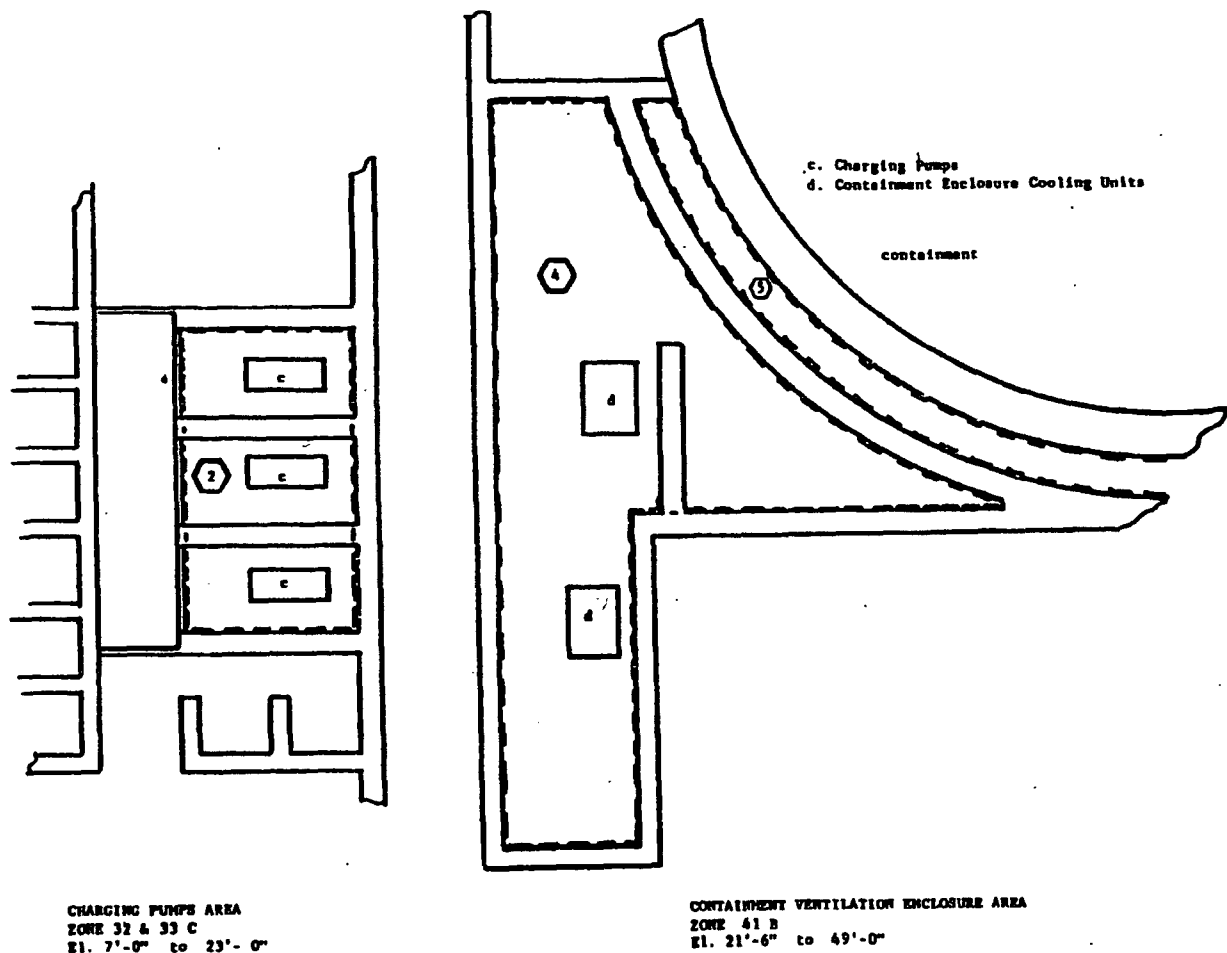 c. Charging Pumps
d. Containment Enclosure Cooling Units
containment
4
5
c
d
2
c
c
d
CHARGING PUMPS AREA
ZONE 32 & 33 C
El. 7'-0" to 23'- 0"
CONTAINMENT VENTILATION ENCLOSURE AREA
ZONE 41 B
El. 21'-6" to 49'-0"